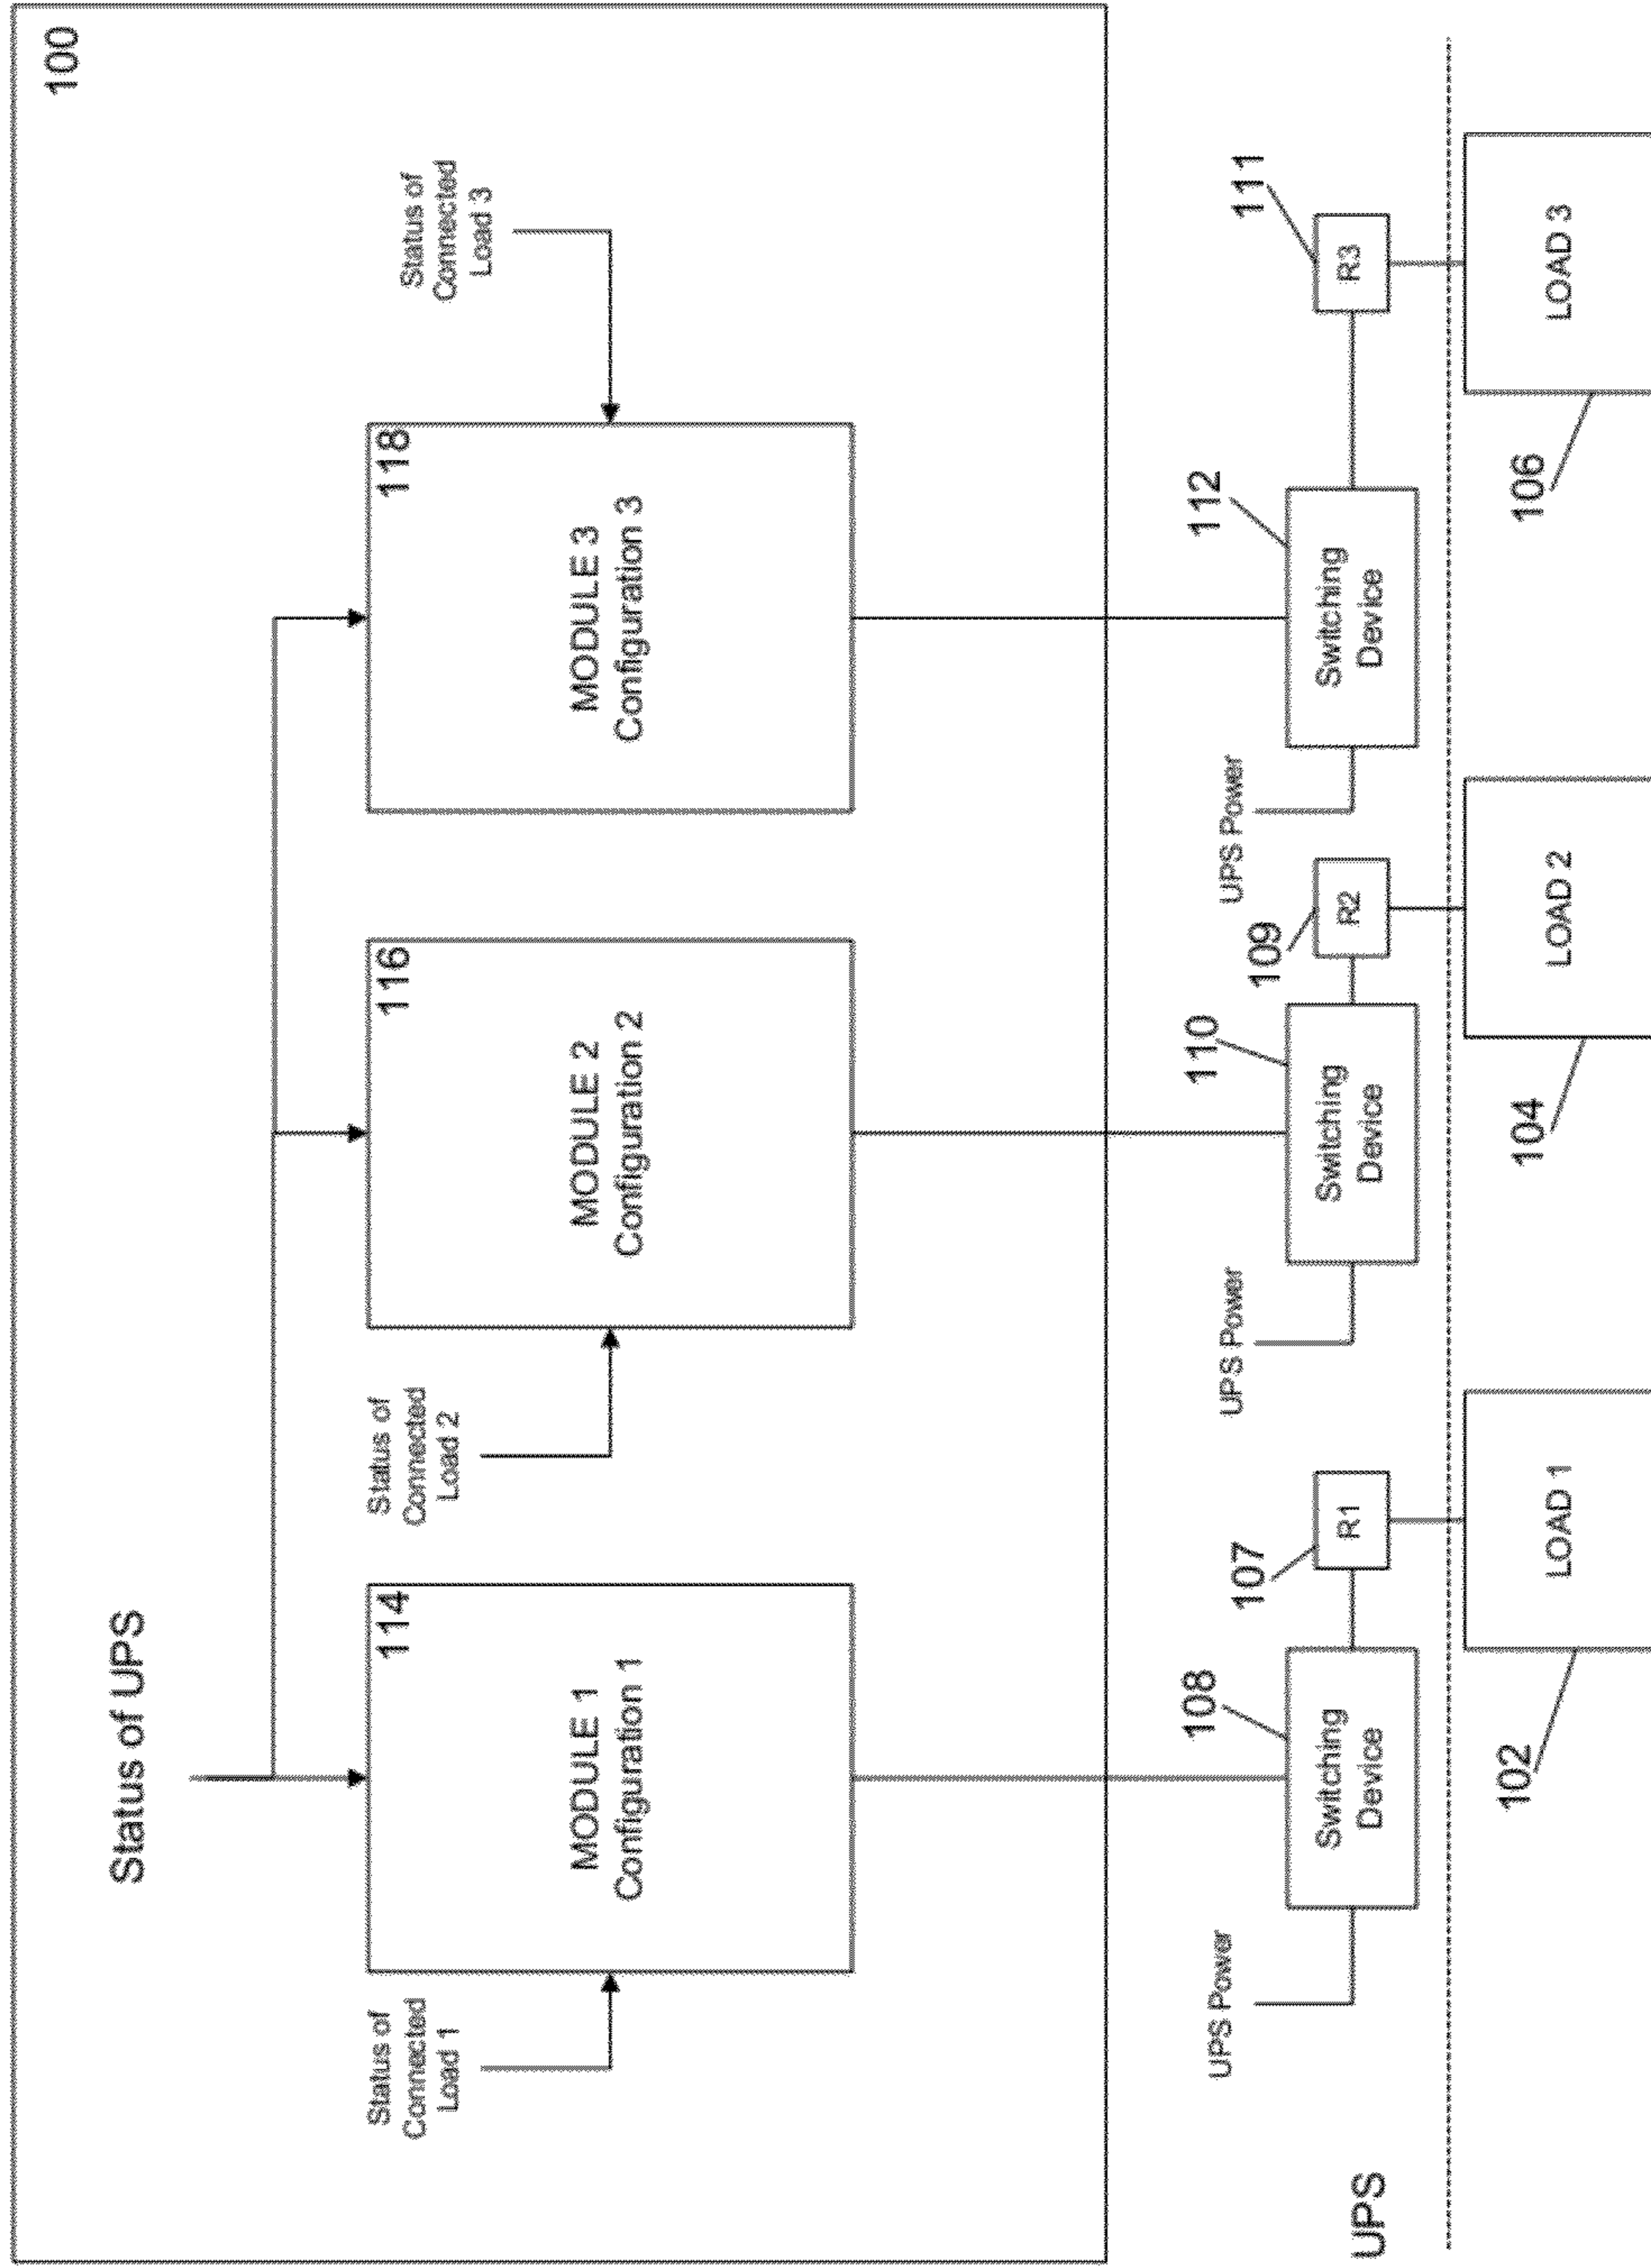 100
Status of UPS
Status of
Connected
Load 1
114
MODULE 1
Configuration 1
Status of
Connected
Load 2
116
MODULE 2
Configuration 2
118
MODULE 3
Configuration 3
Status of
Connected
Load 3
UPS Power
108
Switching
Device
107
R1
UPS Power
110
Switching
Device
109
R2
UPS Power
112
Switching
Device
111
R3
UPS
102
LOAD 1
104
LOAD 2
106
LOAD 3